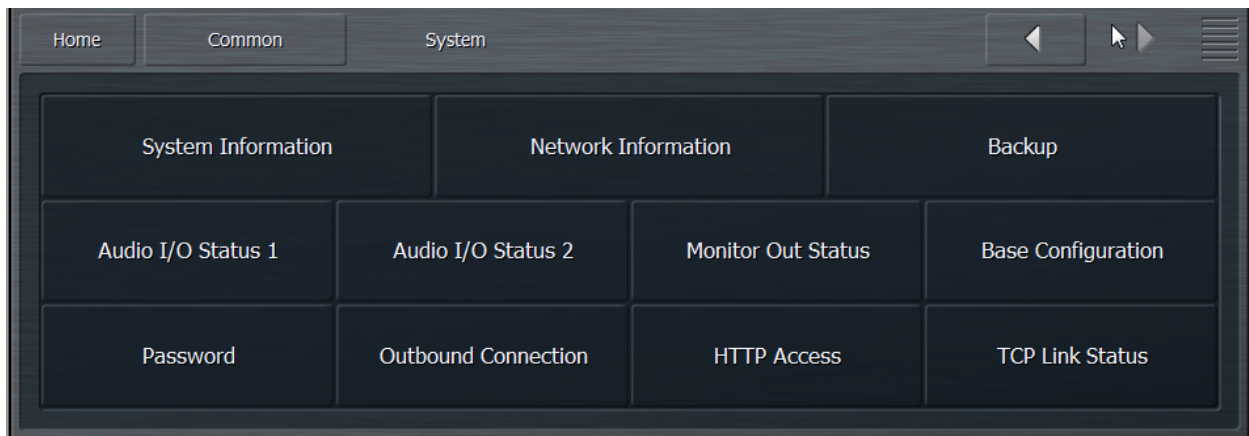 Home Common System
System Information Network Information Backup
Audio I/O Status 1 Audio I/O Status 2 Monitor Out Status Base Configuration
Password Outbound Connection HTTP Access TCP Link Status